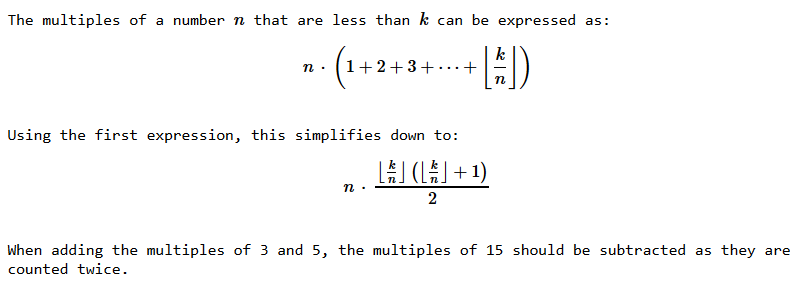 The multiples of a number n that are less than k can be expressed as:
n · (1 + 2 + 3 + ⋯ + ⌊k/n⌋)
Using the first expression, this simplifies down to:
n · ⌊k/n⌋ (⌊k/n⌋ + 1) / 2
When adding the multiples of 3 and 5, the multiples of 15 should be subtracted as they are
counted twice.